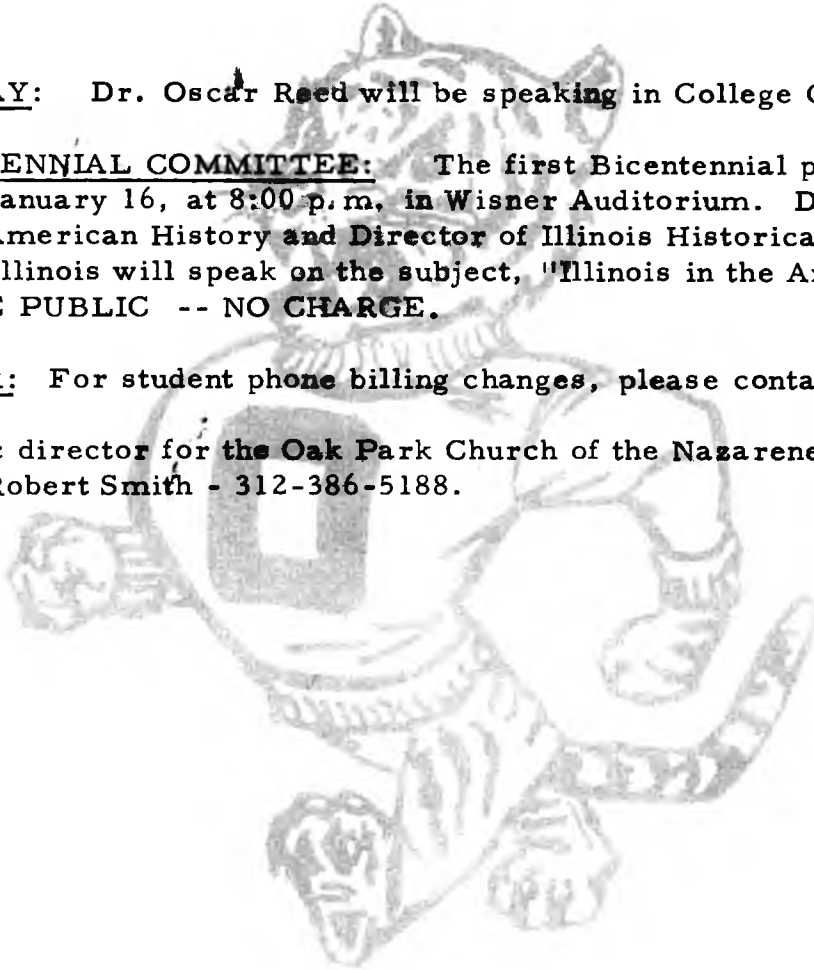 AY: Dr. Oscar Reed will be speaking in College C
ENNIAL COMMITTEE: The first Bicentennial p
anuary 16, at 8:00 p.m. in Wisner Auditorium. D
American History and Director of Illinois Historica
llinois will speak on the subject, "Illinois in the A
C PUBLIC -- NO CHARGE.
: For student phone billing changes, please conta
c director for the Oak Park Church of the Nazarene
Robert Smith - 312-386-5188.
O